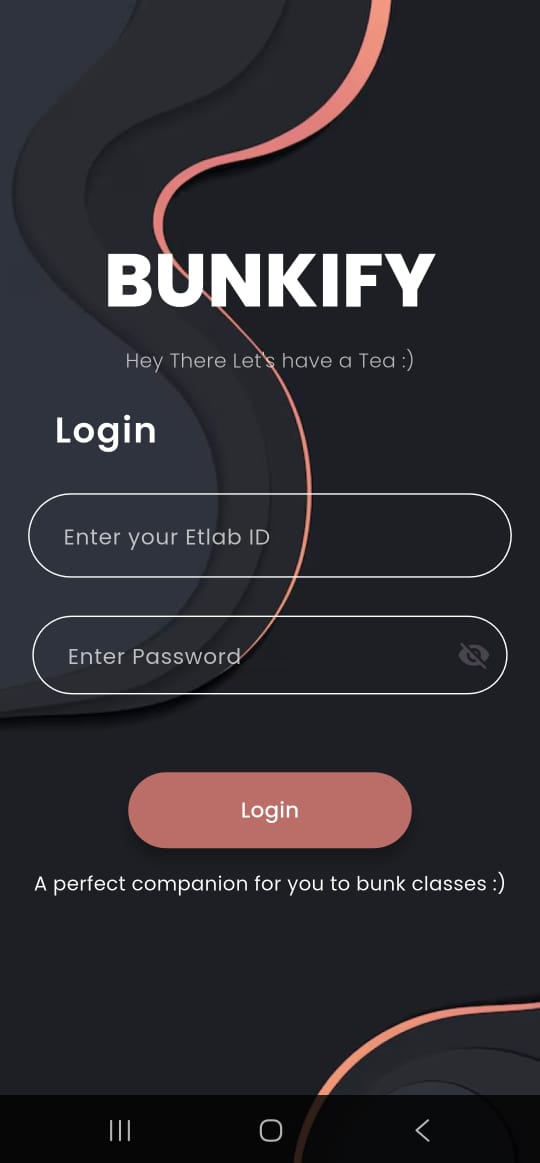 BUNKIFY
Hey There Let's have a Tea :)
Login
Enter your Etlab ID
Enter Password
Login
A perfect companion for you to bunk classes :)